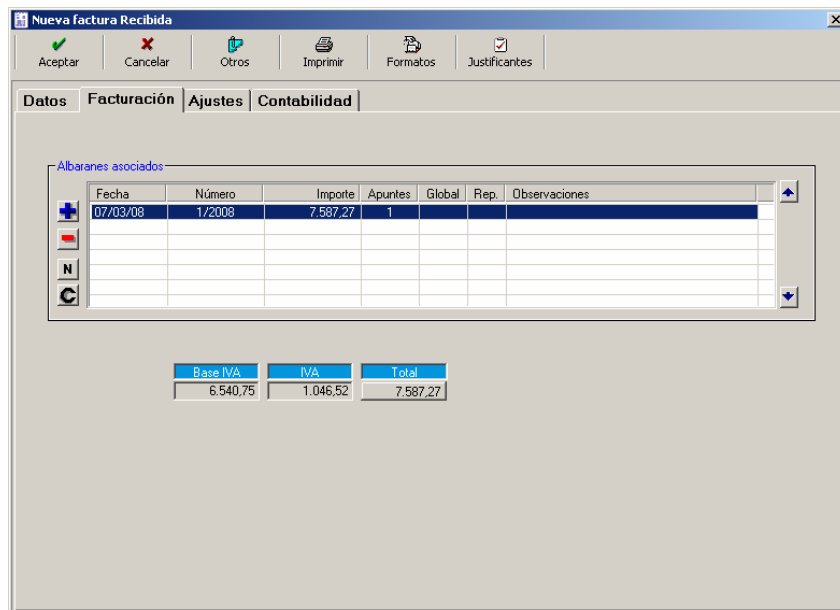 Nueva factura Recibida
Aceptar Cancelar Otros Imprimir Formatos Justificantes
Datos Facturación Ajustes Contabilidad
Albaranes asociados
Fecha Número Importe Apuntes Global Rep. Observaciones
07/03/08 1/2008 7.587,27 1
N
C
Base IVA IVA Total
6.540,75 1.046,52 7.587,27